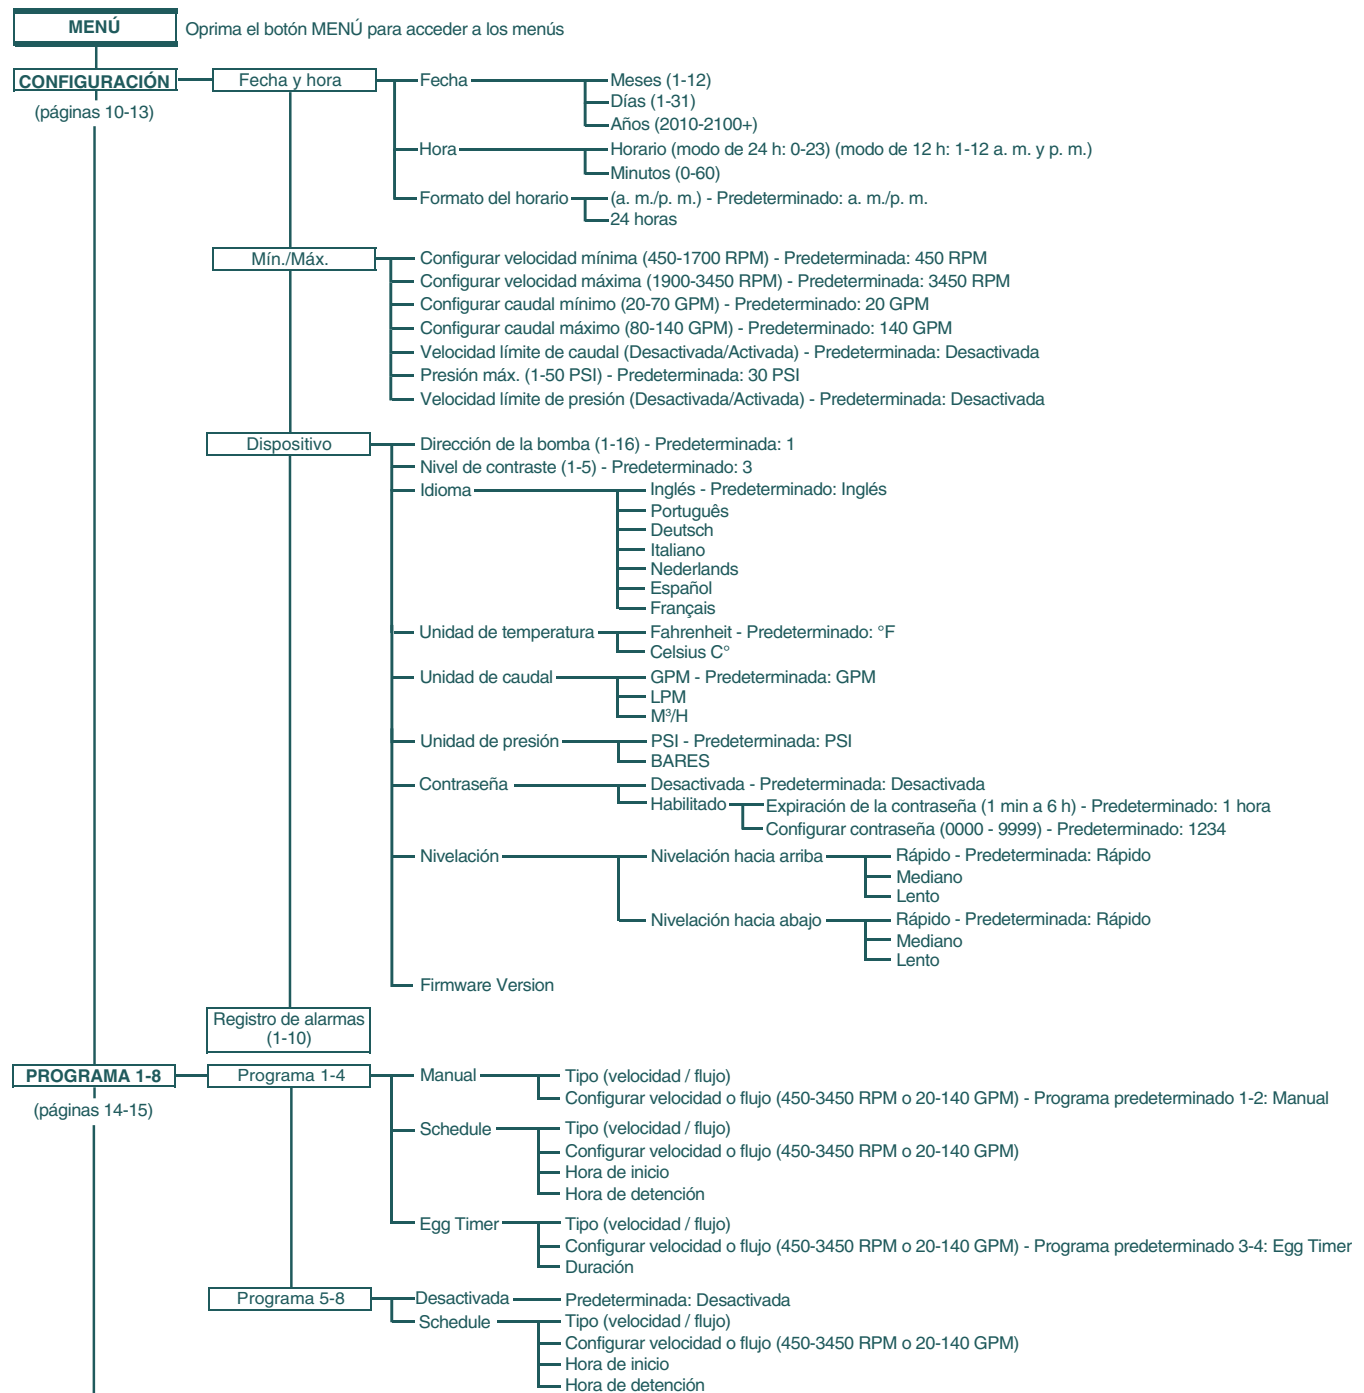 MENÚ
Oprima el botón MENÚ para acceder a los menús
CONFIGURACIÓN
(páginas 10-13)
Fecha y hora
Fecha
Meses (1-12)
Días (1-31)
Años (2010-2100+)
Hora
Horario (modo de 24 h: 0-23) (modo de 12 h: 1-12 a. m. y p. m.)
Minutos (0-60)
Formato del horario
(a. m./p. m.) - Predeterminado: a. m./p. m.
24 horas
Mín./Máx.
Configurar velocidad mínima (450-1700 RPM) - Predeterminada: 450 RPM
Configurar velocidad máxima (1900-3450 RPM) - Predeterminada: 3450 RPM
Configurar caudal mínimo (20-70 GPM) - Predeterminado: 20 GPM
Configurar caudal máximo (80-140 GPM) - Predeterminado: 140 GPM
Velocidad límite de caudal (Desactivada/Activada) - Predeterminada: Desactivada
Presión máx. (1-50 PSI) - Predeterminada: 30 PSI
Velocidad límite de presión (Desactivada/Activada) - Predeterminada: Desactivada
Dispositivo
Dirección de la bomba (1-16) - Predeterminada: 1
Nivel de contraste (1-5) - Predeterminado: 3
Idioma
Inglés - Predeterminado: Inglés
Português
Deutsch
Italiano
Nederlands
Español
Français
Unidad de temperatura
Fahrenheit - Predeterminado: °F
Celsius C°
Unidad de caudal
GPM - Predeterminada: GPM
LPM
M³/H
Unidad de presión
PSI - Predeterminada: PSI
BARES
Contraseña
Desactivada - Predeterminada: Desactivada
Habilitado
Expiración de la contraseña (1 min a 6 h) - Predeterminado: 1 hora
Configurar contraseña (0000 - 9999) - Predeterminado: 1234
Nivelación
Nivelación hacia arriba
Rápido - Predeterminada: Rápido
Mediano
Lento
Nivelación hacia abajo
Rápido - Predeterminada: Rápido
Mediano
Lento
Firmware Version
Registro de alarmas
(1-10)
PROGRAMA 1-8
(páginas 14-15)
Programa 1-4
Manual
Tipo (velocidad / flujo)
Configurar velocidad o flujo (450-3450 RPM o 20-140 GPM) - Programa predeterminado 1-2: Manual
Schedule
Tipo (velocidad / flujo)
Configurar velocidad o flujo (450-3450 RPM o 20-140 GPM)
Hora de inicio
Hora de detención
Egg Timer
Tipo (velocidad / flujo)
Configurar velocidad o flujo (450-3450 RPM o 20-140 GPM) - Programa predeterminado 3-4: Egg Timer
Duración
Programa 5-8
Desactivada
Predeterminada: Desactivada
Schedule
Tipo (velocidad / flujo)
Configurar velocidad o flujo (450-3450 RPM o 20-140 GPM)
Hora de inicio
Hora de detención